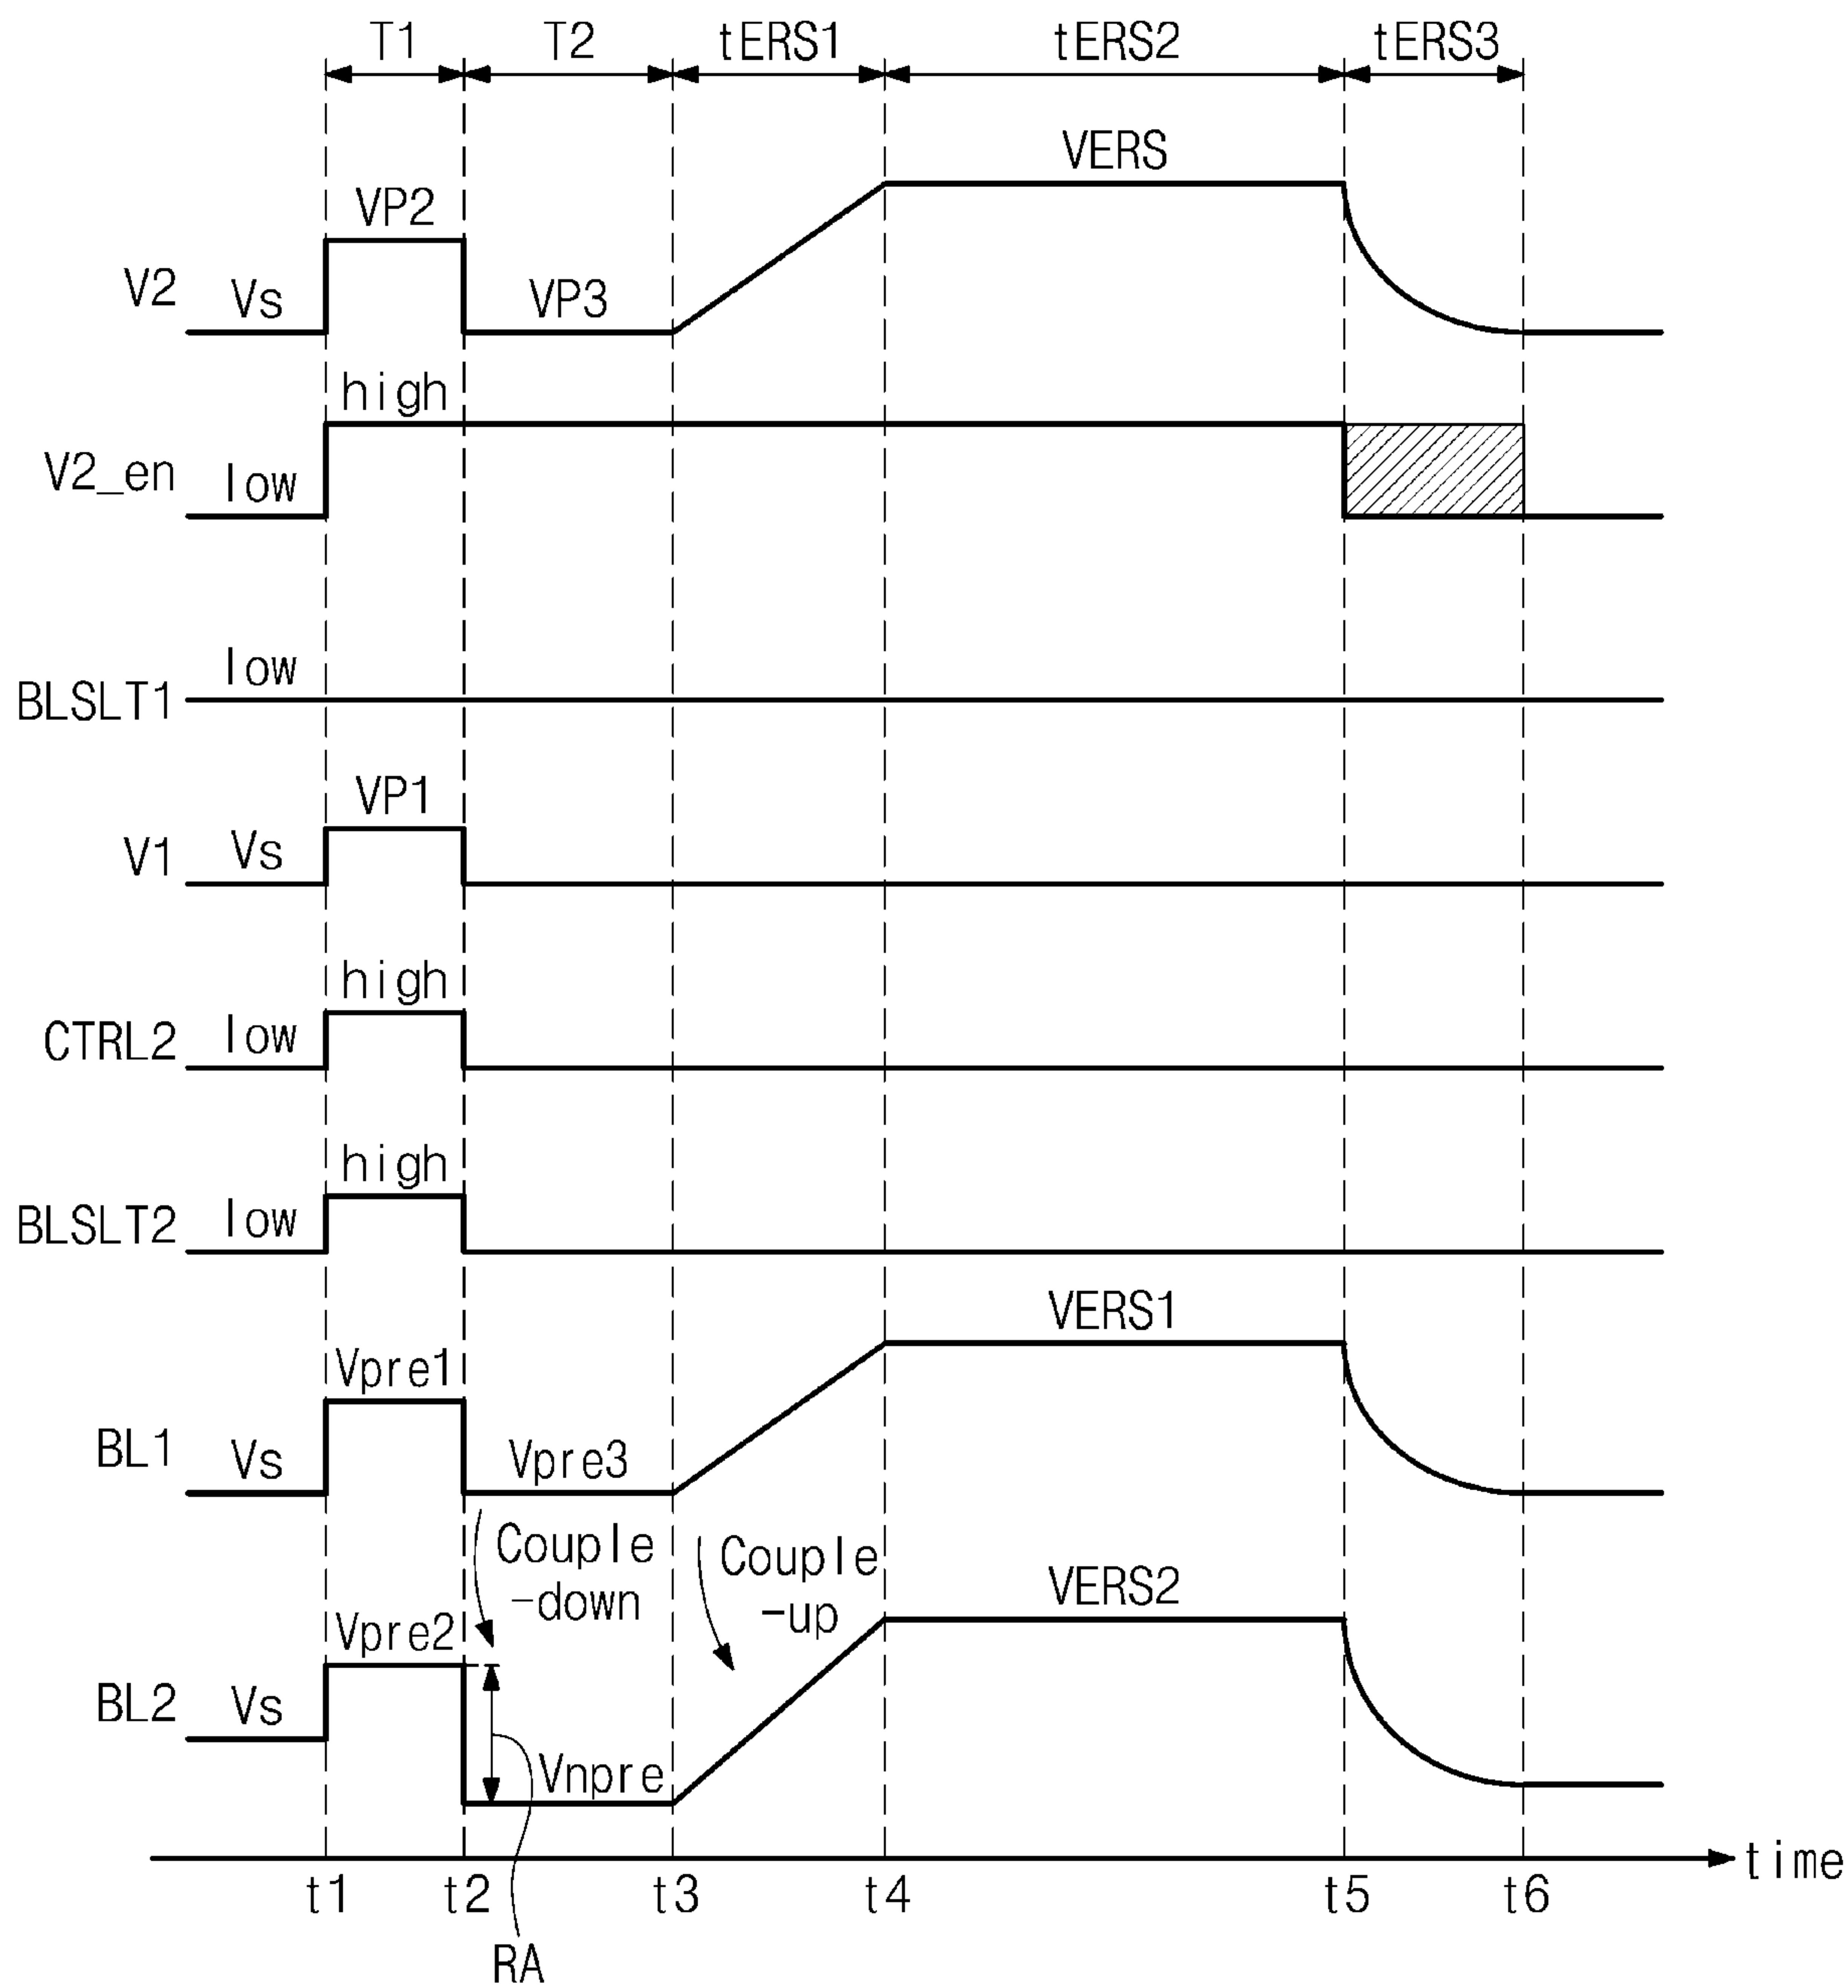 T1 T2 tERS1 tERS2 tERS3
VERS
VP2
V2 Vs VP3
high
V2_en low
low
BLSLT1
VP1
V1 Vs
high
CTRL2 low
high
BLSLT2 low
VERS1
Vpre1
BL1 Vs Vpre3
Couple
-down
Couple
-up
VERS2
Vpre2
BL2 Vs
Vnpre
time
t1 t2 t3 t4 t5 t6
RA